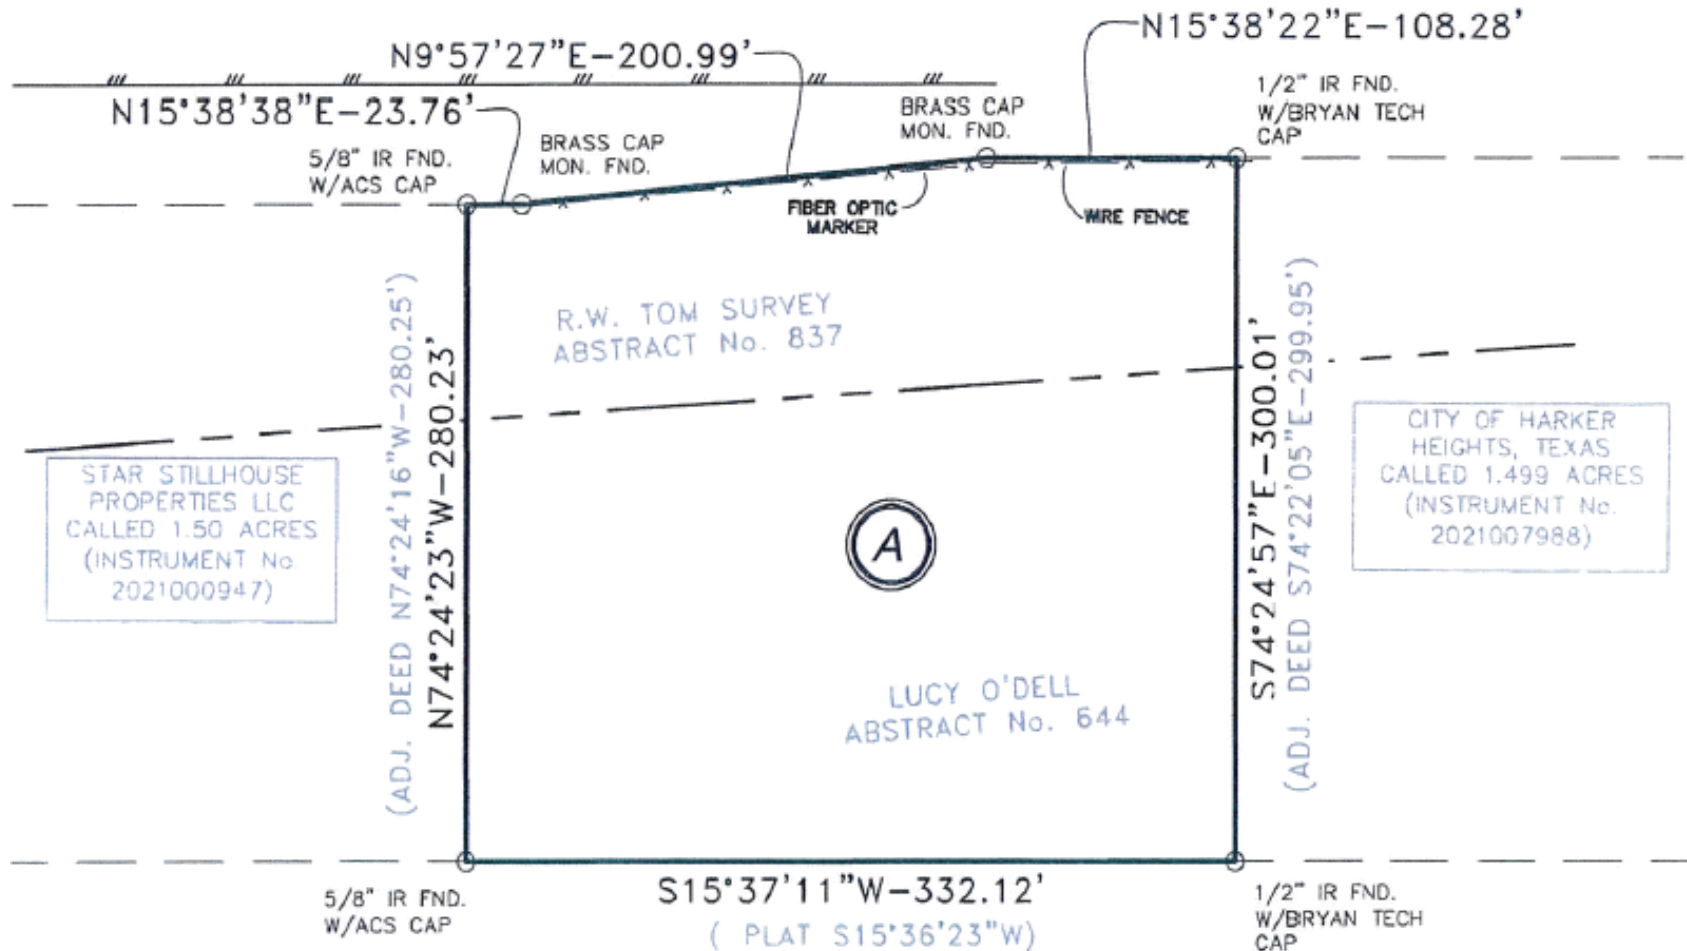 N15°38'22"E-108.28'
N9°57'27"E-200.99'
N15°38'38"E-23.76'
1/2" IR FND.
W/BRYAN TECH
CAP
BRASS CAP
MON. FND.
BRASS CAP
MON. FND.
5/8" IR FND.
W/ACS CAP
FIBER OPTIC
MARKER
WIRE FENCE
R.W. TOM SURVEY
ABSTRACT No. 837
(ADJ. DEED N74°24'16"W-280.25')
N74°24'23"W-280.23'
S74°24'57"E-300.01'
(ADJ. DEED S74°22'05"E-299.95')
STAR STILLHOUSE
PROPERTIES LLC
CALLED 1.50 ACRES
(INSTRUMENT No.
2021000947)
CITY OF HARKER
HEIGHTS, TEXAS
CALLED 1.499 ACRES
(INSTRUMENT No.
2021007988)
A
LUCY O'DELL
ABSTRACT No. 644
S15°37'11"W-332.12'
( PLAT S15°36'23"W)
5/8" IR FND.
W/ACS CAP
1/2" IR FND.
W/BRYAN TECH
CAP